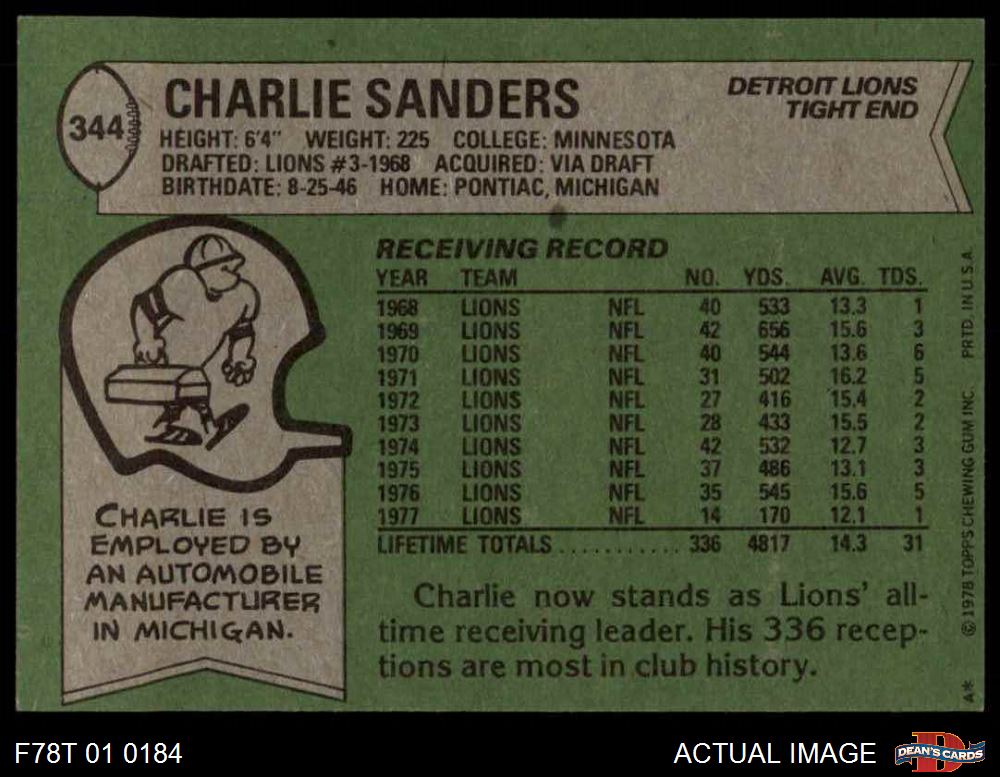 344
CHARLIE SANDERS
DETROIT LIONS
TIGHT END
HEIGHT: 6'4" WEIGHT: 225 COLLEGE: MINNESOTA
DRAFTED: LIONS #3-1968 ACQUIRED: VIA DRAFT
BIRTHDATE: 8-25-46 HOME: PONTIAC, MICHIGAN
RECEIVING RECORD
YEAR TEAM NO. YDS. AVG. TDS.
1968 LIONS NFL 40 533 13.3 1
1969 LIONS NFL 42 656 15.6 3
1970 LIONS NFL 40 544 13.6 6
1971 LIONS NFL 31 502 16.2 5
1972 LIONS NFL 27 416 15.4 2
1973 LIONS NFL 28 433 15.5 2
1974 LIONS NFL 42 532 12.7 3
1975 LIONS NFL 37 486 13.1 3
1976 LIONS NFL 35 545 15.6 5
1977 LIONS NFL 14 170 12.1 1
LIFETIME TOTALS........... 336 4817 14.3 31
CHARLIE IS
EMPLOYED BY
AN AUTOMOBILE
MANUFACTURER
IN MICHIGAN.
Charlie now stands as Lions' all-
time receiving leader. His 336 recep-
tions are most in club history.
A* © 1978 TOPPS CHEWING GUM INC. PRTD. IN U.S.A.
F78T 01 0184
ACTUAL IMAGE
D
DEAN'S CARDS